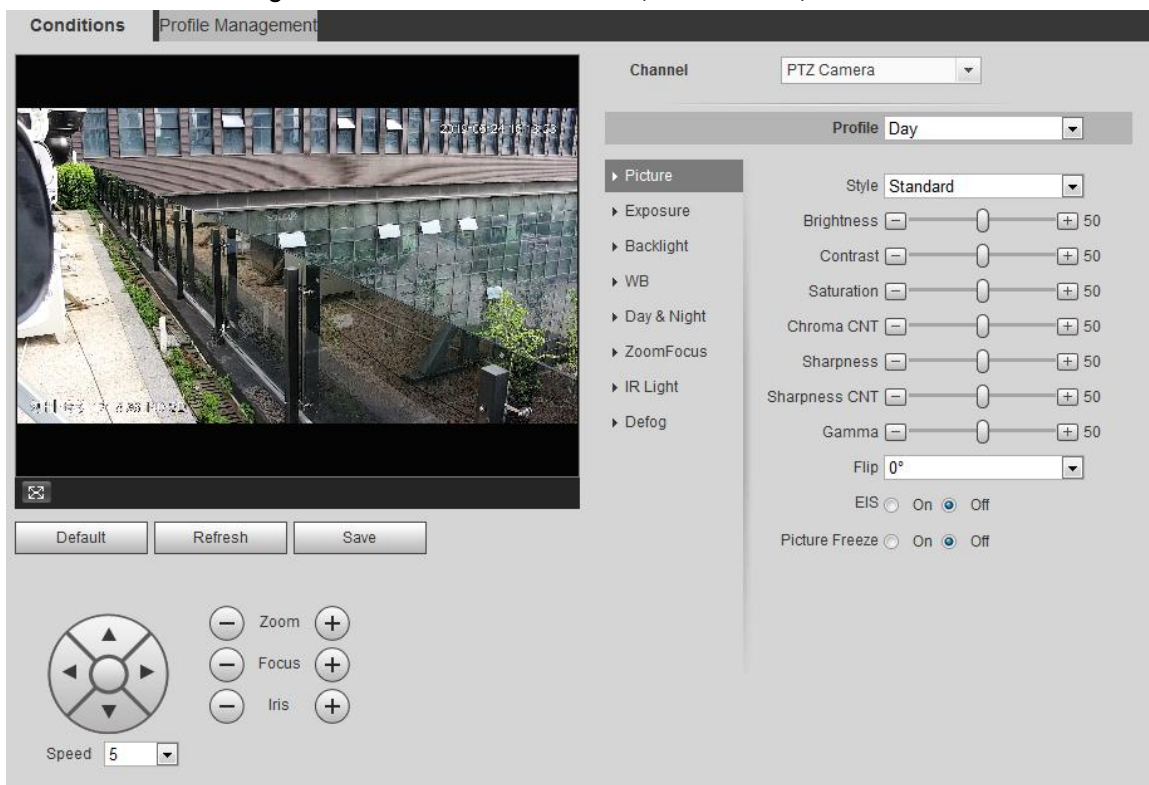 Conditions Profile Management
Channel PTZ Camera
Profile Day
Picture
Exposure
Backlight
WB
Day & Night
ZoomFocus
IR Light
Defog
Style Standard
Brightness 50
Contrast 50
Saturation 50
Chroma CNT 50
Sharpness 50
Sharpness CNT 50
Gamma 50
Flip 0°
EIS On Off
Picture Freeze On Off
Default Refresh Save
Zoom
Focus
Iris
Speed 5